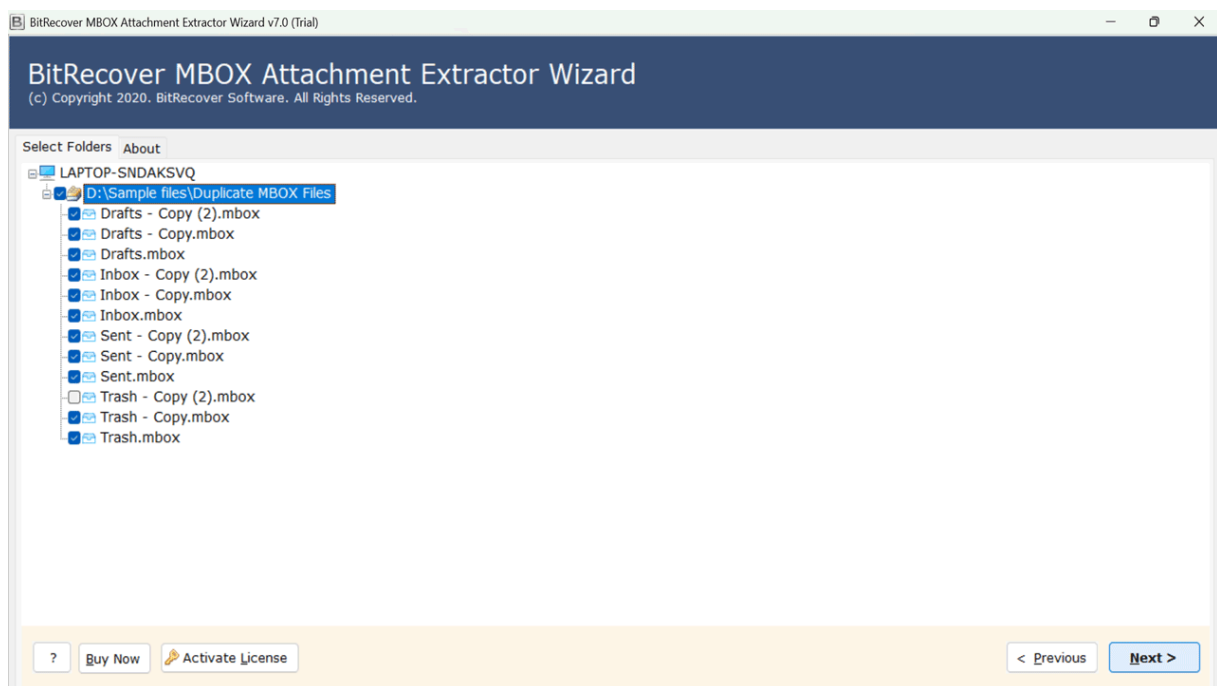 BitRecover MBOX Attachment Extractor Wizard v7.0 (Trial)
BitRecover MBOX Attachment Extractor Wizard
(c) Copyright 2020. BitRecover Software. All Rights Reserved.
Select Folders About
LAPTOP-SNDAKSVQ
D:\Sample files\Duplicate MBOX Files
Drafts - Copy (2).mbox
Drafts - Copy.mbox
Drafts.mbox
Inbox - Copy (2).mbox
Inbox - Copy.mbox
Inbox.mbox
Sent - Copy (2).mbox
Sent - Copy.mbox
Sent.mbox
Trash - Copy (2).mbox
Trash - Copy.mbox
Trash.mbox
? Buy Now Activate License < Previous Next >